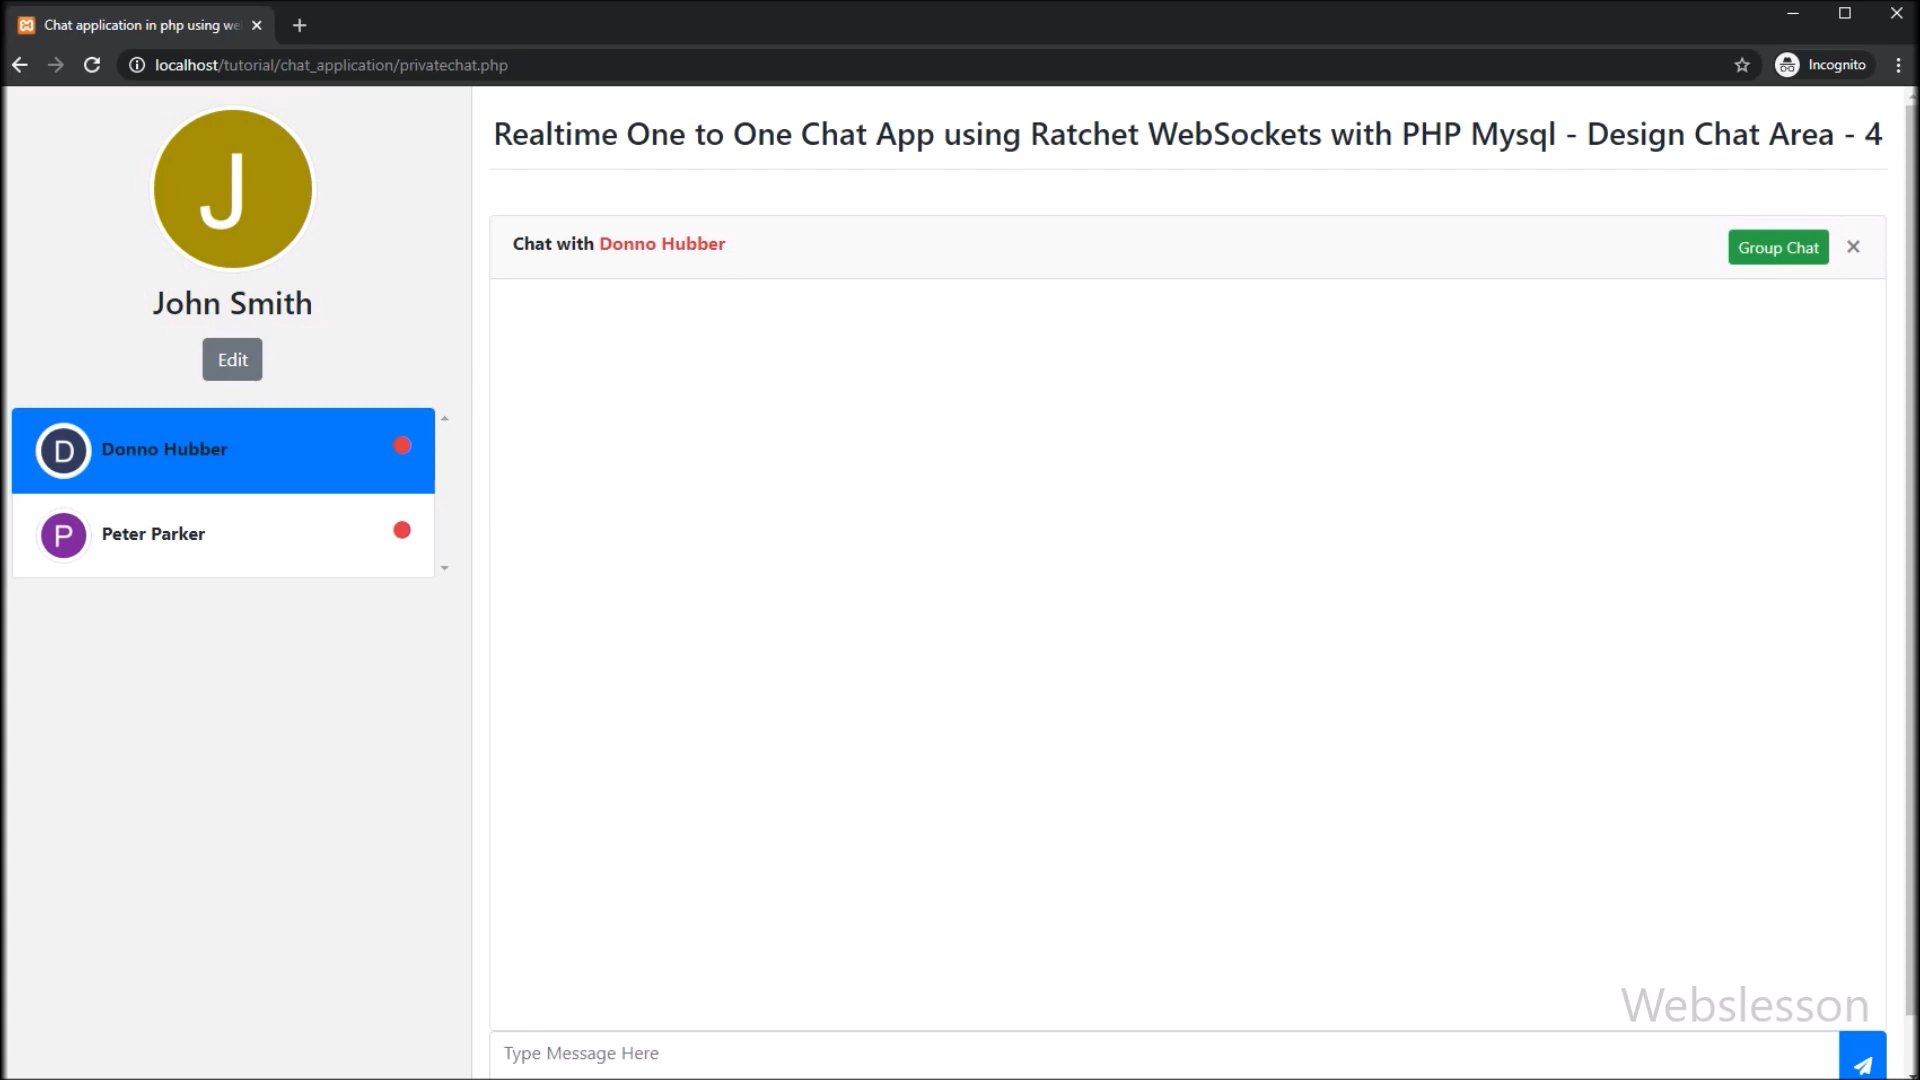 Chat application in php using we
localhost/tutorial/chat_application/privatechat.php
Incognito
J
John Smith
Edit
D Donno Hubber
P Peter Parker
Realtime One to One Chat App using Ratchet WebSockets with PHP Mysql - Design Chat Area - 4
Chat with Donno Hubber
Group Chat
Webslesson
Type Message Here